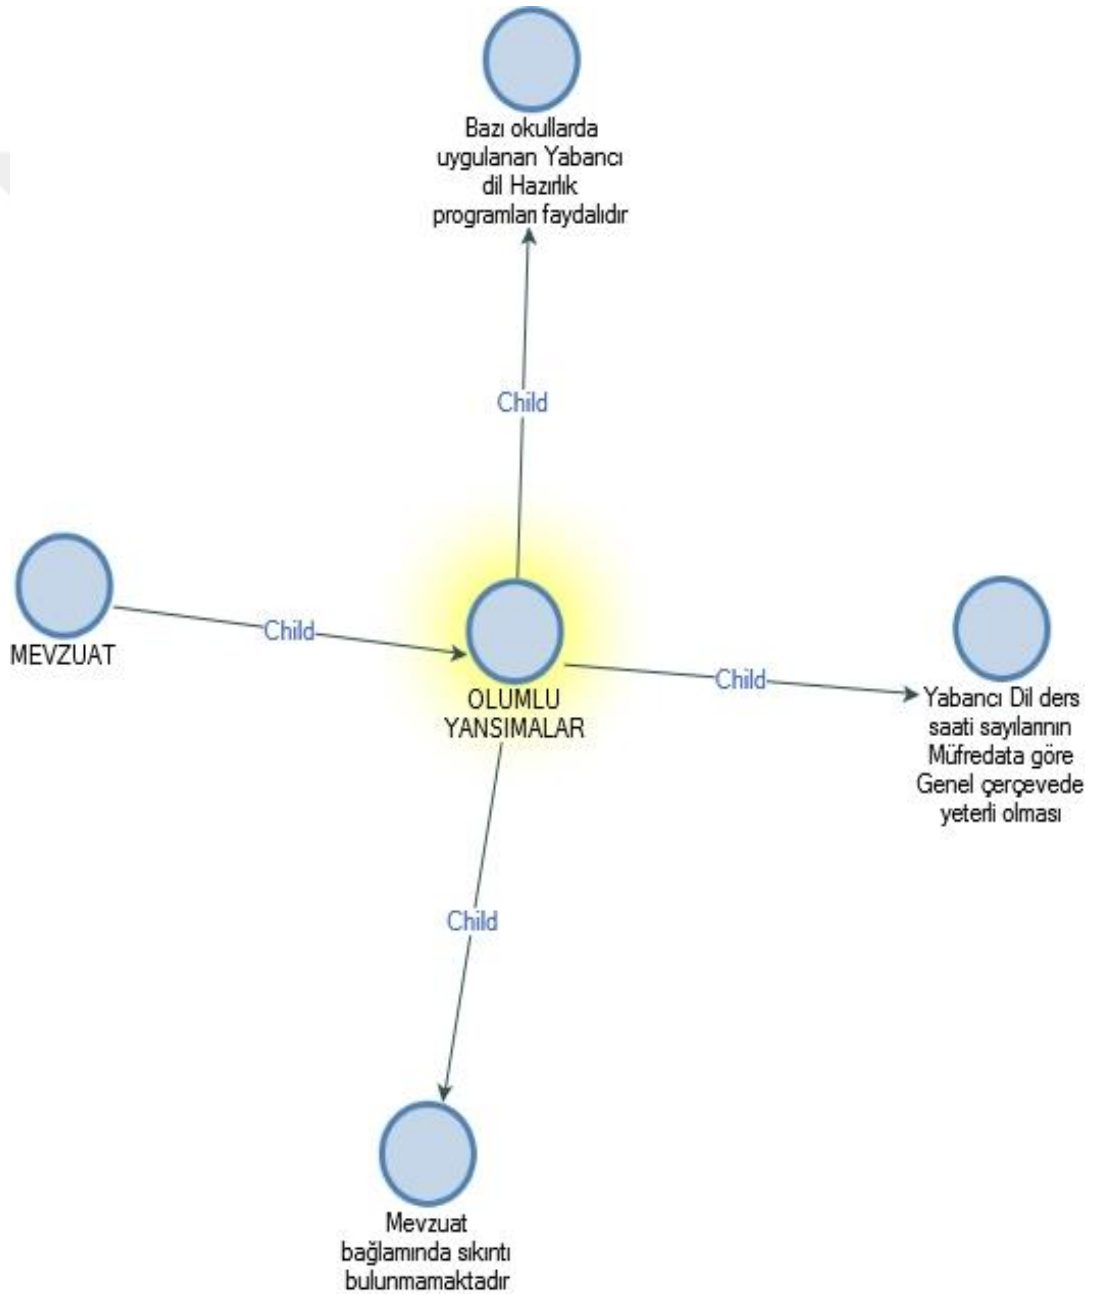 Bazı okullarda
uygulanan Yabancı
dil Hazırlık
programları faydalıdır
Child
MEVZUAT
Child
OLUMLU
YANSIMALAR
Child
Yabancı Dil ders
saati sayılarının
Müfredata göre
Genel çerçevede
yeterli olması
Child
Mevzuat
bağlamında sıkıntı
bulunmamaktadır